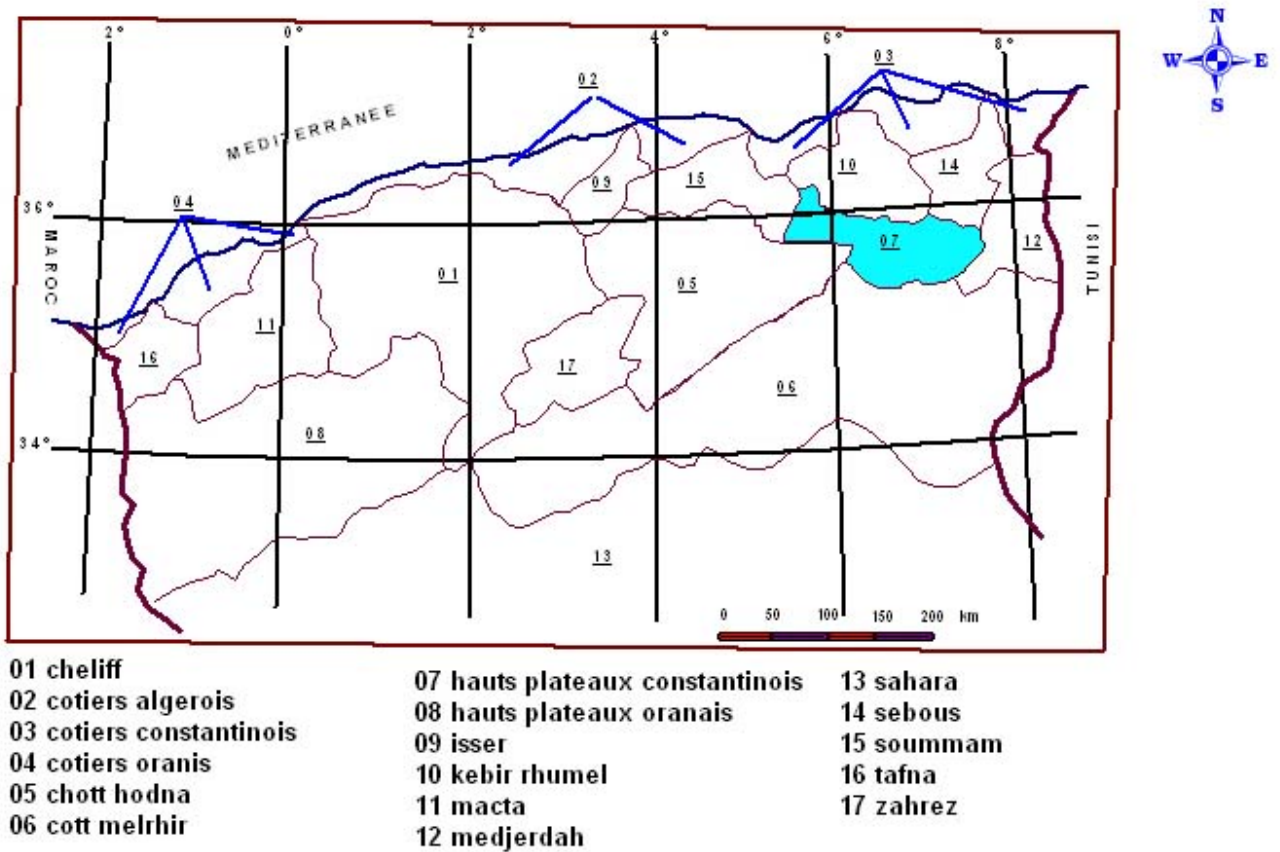 N
W E
S
2° 0° 2° 4° 6° 8°
03
02
MEDITERRANEE
10 14
09 15
04
36° 36°
MAROC
07
12
TUNISI
01
05
11
16
17
06
08
34°
13
0 50 100 150 200 km
01 cheliff
02 cotiers algerois
03 cotiers constantinois
04 cotiers oranis
05 chott hodna
06 cott melrhir
07 hauts plateaux constantinois
08 hauts plateaux oranais
09 isser
10 kebir rhumel
11 macta
12 medjerdah
13 sahara
14 sebous
15 soummam
16 tafna
17 zahrez